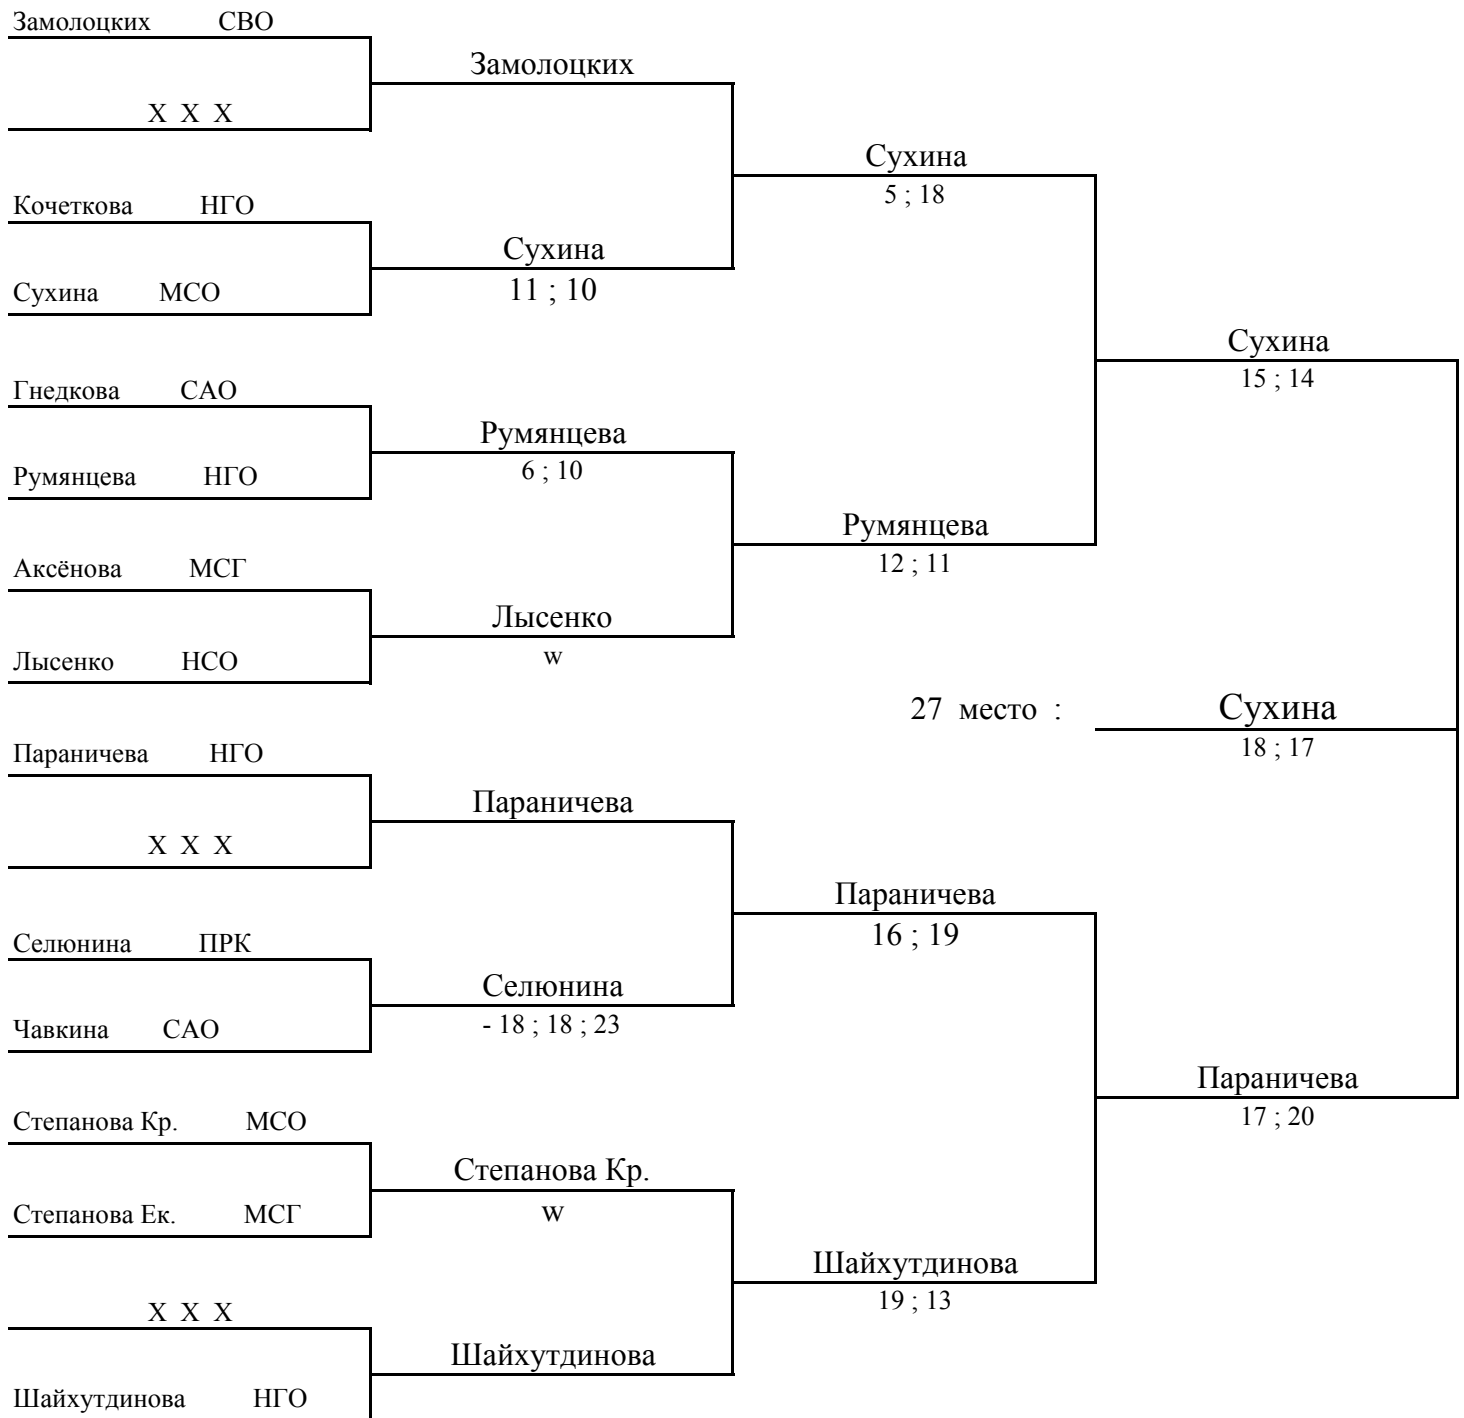 Замолоцких СВО
Замолоцких
X X X
Сухина
5 ; 18
Кочеткова НГО
Сухина
11 ; 10
Сухина МСО
Сухина
15 ; 14
Гнедкова САО
Румянцева
6 ; 10
Румянцева НГО
Румянцева
12 ; 11
Аксёнова МСГ
Лысенко
w
Лысенко НСО
27 место : Сухина
18 ; 17
Параничева НГО
Параничева
X X X
Параничева
16 ; 19
Селюнина ПРК
Селюнина
- 18 ; 18 ; 23
Чавкина САО
Параничева
17 ; 20
Степанова Кр. МСО
Степанова Кр.
w
Степанова Ек. МСГ
Шайхутдинова
19 ; 13
X X X
Шайхутдинова
Шайхутдинова НГО